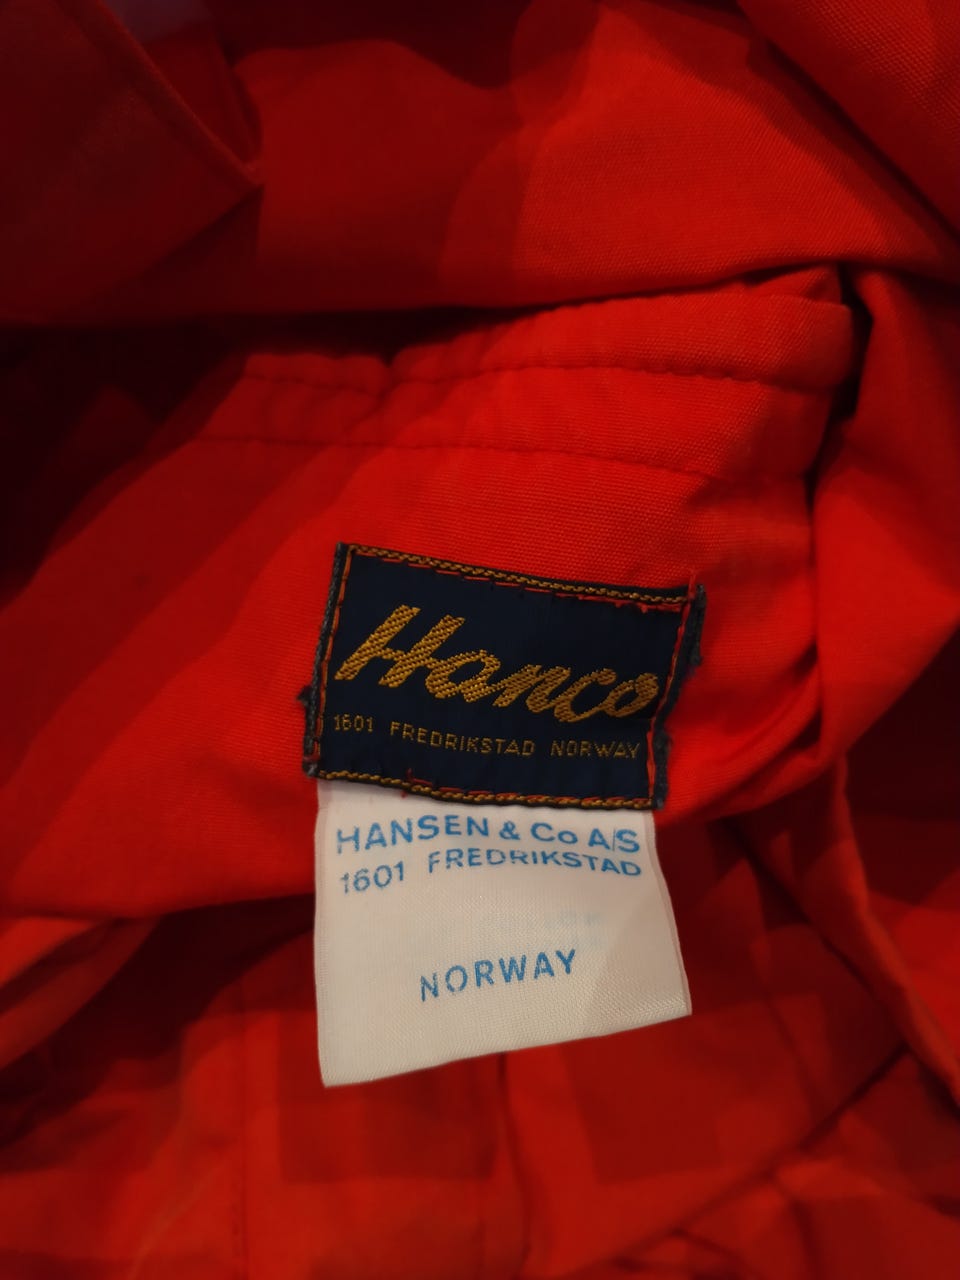 Hanco
1601 FREDRIKSTAD NORWAY
HANSEN & Co A/S
1601 FREDRIKSTAD
NORWAY